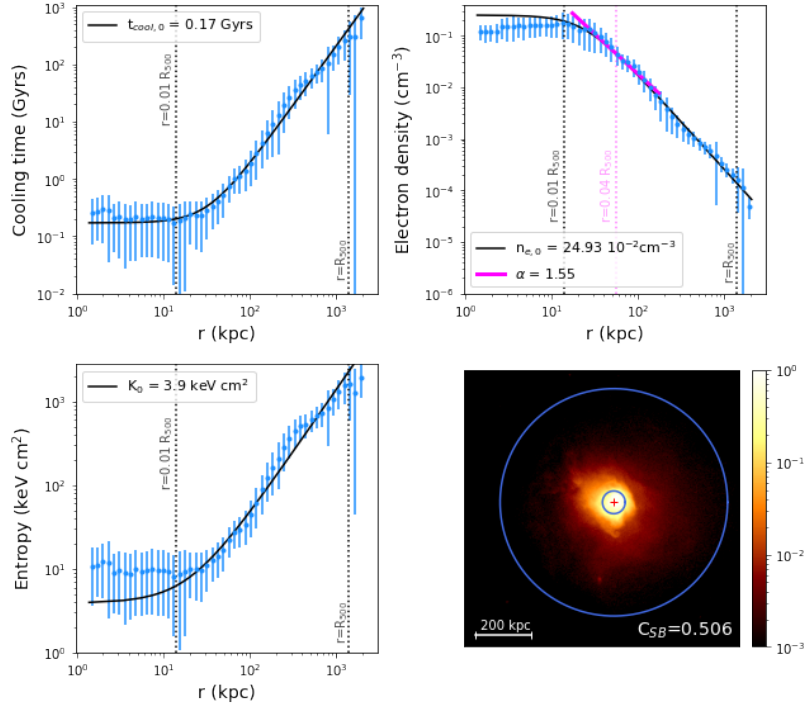 10³
10²
10¹
10⁰
10⁻¹
10⁻²
Cooling time (Gyrs)
t_cool,0 = 0.17 Gyrs
r=0.01 R₅₀₀
r=R₅₀₀
10⁰ 10¹ 10² 10³
r (kpc)
10⁻¹
10⁻²
10⁻³
10⁻⁴
10⁻⁵
10⁻⁶
Electron density (cm⁻³)
r=0.01 R₅₀₀
r=0.04 R₅₀₀
r=R₅₀₀
n_e,0 = 24.93 10⁻²cm⁻³
α = 1.55
10⁰ 10¹ 10² 10³
r (kpc)
10³
10²
10¹
10⁰
Entropy (keV cm²)
K₀ = 3.9 keV cm²
r=0.01 R₅₀₀
r=R₅₀₀
10⁰ 10¹ 10² 10³
r (kpc)
200 kpc
C_SB=0.506
10⁰
10⁻¹
10⁻²
10⁻³